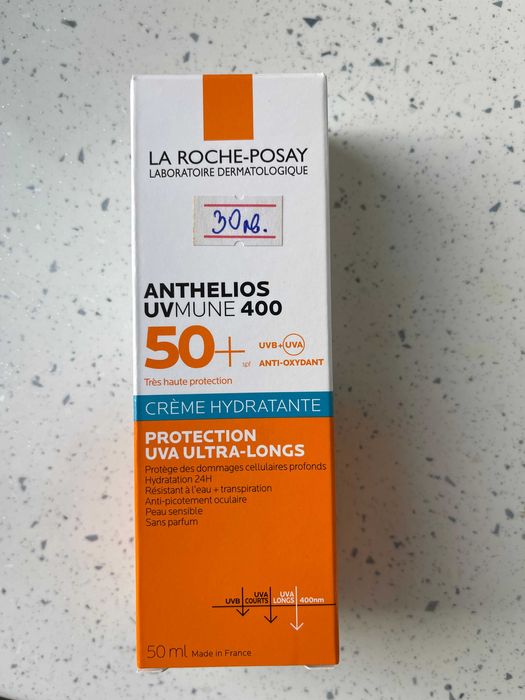 LA ROCHE-POSAY
LABORATOIRE DERMATOLOGIQUE
30лв.
ANTHELIOS
UVMUNE 400
50+ spf
UVB+UVA
ANTI-OXYDANT
Très haute protection
CRÈME HYDRATANTE
PROTECTION
UVA ULTRA-LONGS
Protège des dommages cellulaires profonds
Hydratation 24H
Résistant à l'eau + transpiration
Anti-picotement oculaire
Peau sensible
Sans parfum
UVB UVA COURTS UVA LONGS 400nm
50 ml Made in France